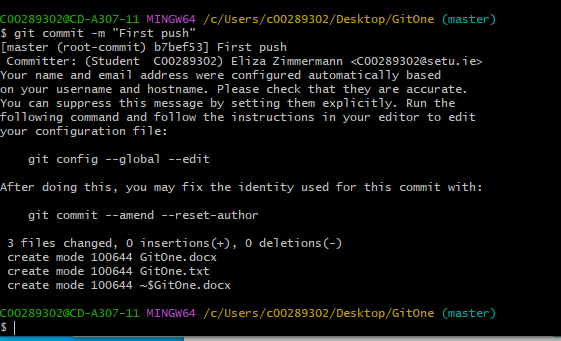 C00289302@CD-A307-11 MINGW64 /c/Users/c00289302/Desktop/GitOne (master)
$ git commit -m "First push"
[master (root-commit) b7bef53] First push
 Committer: (Student  C00289302) Eliza Zimmermann <C00289302@setu.ie>
Your name and email address were configured automatically based
on your username and hostname. Please check that they are accurate.
You can suppress this message by setting them explicitly. Run the
following command and follow the instructions in your editor to edit
your configuration file:

    git config --global --edit

After doing this, you may fix the identity used for this commit with:

    git commit --amend --reset-author

 3 files changed, 0 insertions(+), 0 deletions(-)
 create mode 100644 GitOne.docx
 create mode 100644 GitOne.txt
 create mode 100644 ~$GitOne.docx

C00289302@CD-A307-11 MINGW64 /c/Users/c00289302/Desktop/GitOne (master)
$